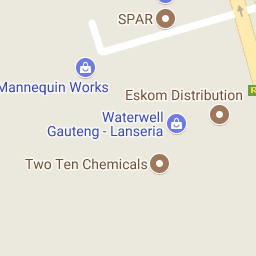 SPAR
Mannequin Works
Eskom Distribution
Waterwell
Gauteng - Lanseria
Two Ten Chemicals